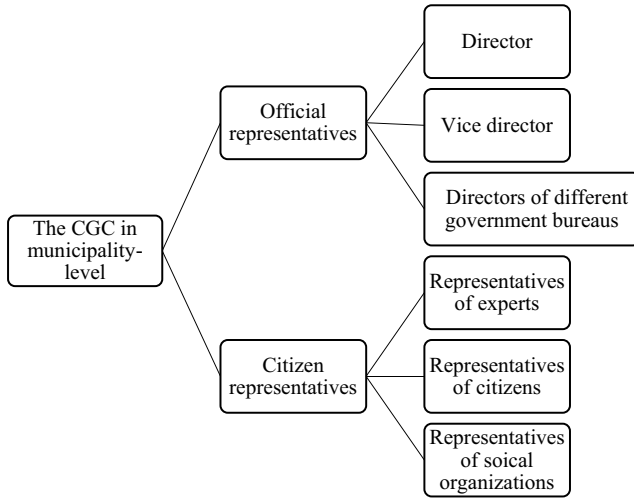 Director
Official
representatives
Vice director
Directors of different
government bureaus
The CGC in
municipality-
level
Representatives
of experts
Citizen
representatives
Representatives
of citizens
Representatives
of soical
organizations